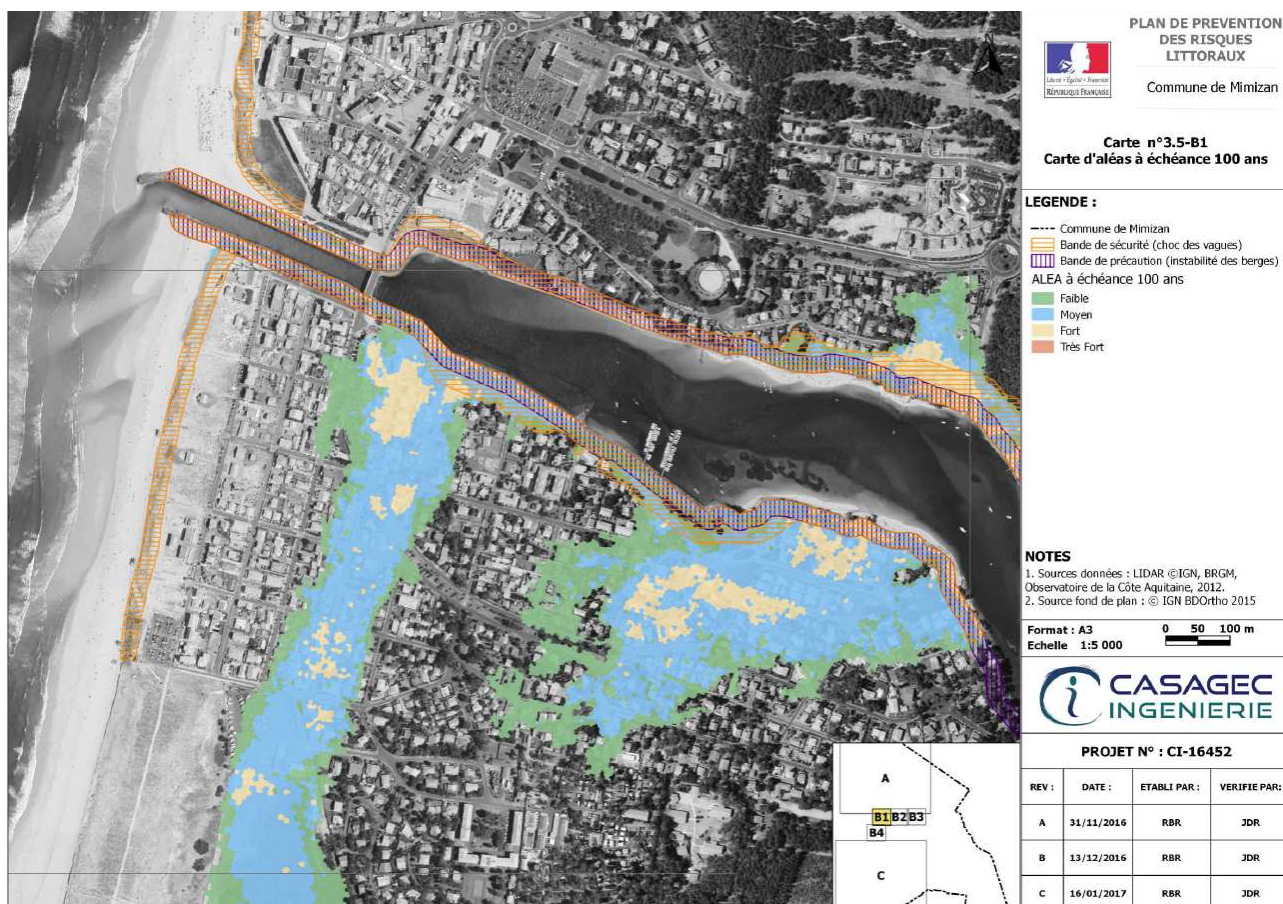 PLAN DE PREVENTION
DES RISQUES
LITTORAUX
Liberté • Égalité • Fraternité
RÉPUBLIQUE FRANÇAISE
Commune de Mimizan
Carte n°3.5-B1
Carte d'aléas à échéance 100 ans
LEGENDE :
Commune de Mimizan
Bande de sécurité (choc des vagues)
Bande de précaution (instabilité des berges)
ALEA à échéance 100 ans
Faible
Moyen
Fort
Très Fort
NOTES
1. Sources données : LIDAR ©IGN, BRGM,
Observatoire de la Côte Aquitaine, 2012.
2. Source fond de plan : © IGN BDOrtho 2015
Format : A3
Echelle 1:5 000
0 50 100 m
CASAGEC
INGENIERIE
PROJET N° : CI-16452
REV : DATE : ETABLI PAR : VERIFIE PAR:
A 31/11/2016 RBR JDR
B 13/12/2016 RBR JDR
C 16/01/2017 RBR JDR
A
B1 B2 B3
B4
C